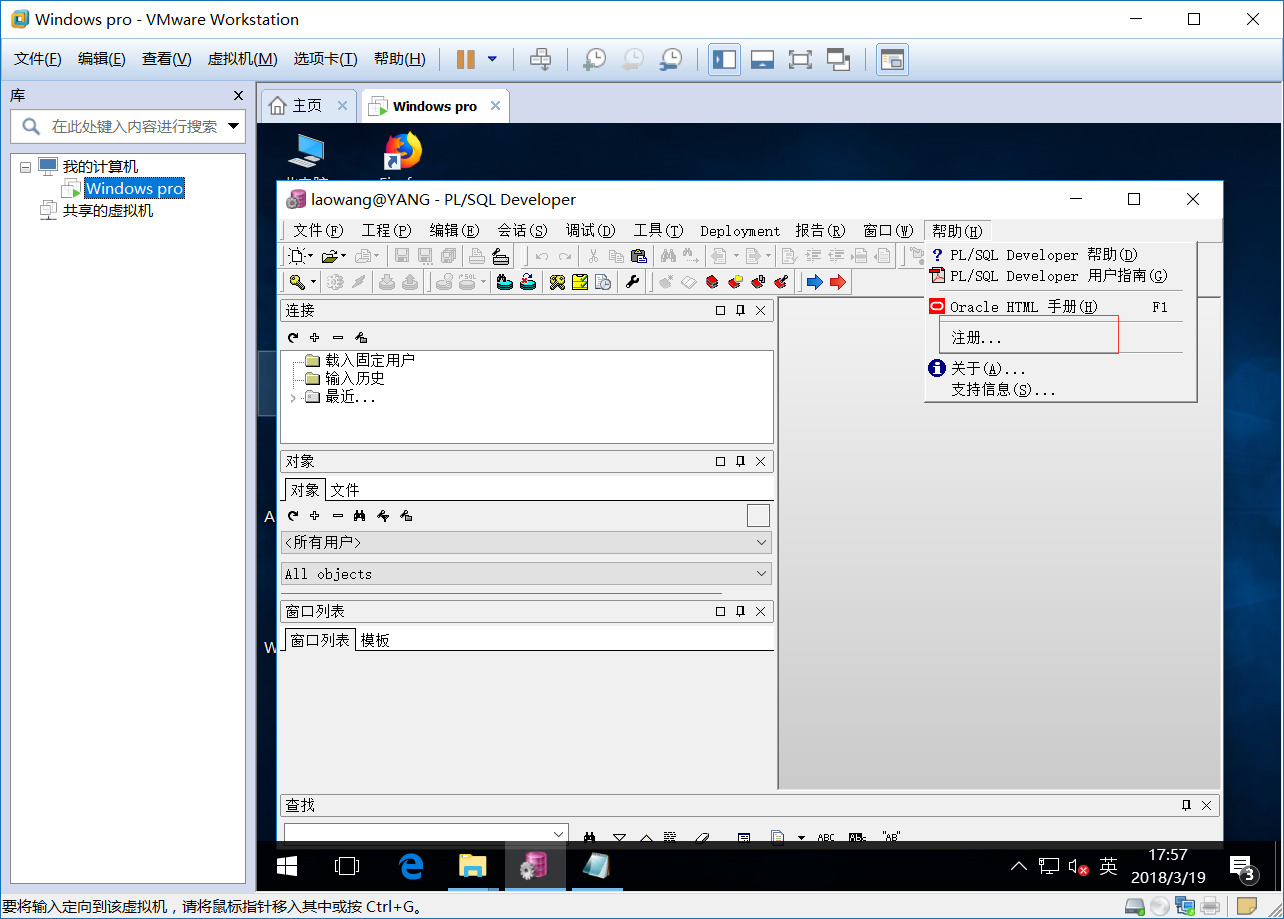 Windows pro - VMware Workstation
文件(F) 编辑(E) 查看(V) 虚拟机(M) 选项卡(T) 帮助(H)
库
在此处键入内容进行搜索
我的计算机
Windows pro
共享的虚拟机
主页
Windows pro
laowang@YANG - PL/SQL Developer
文件(F) 工程(P) 编辑(E) 会话(S) 调试(D) 工具(T) Deployment 报告(R) 窗口(W) 帮助(H)
PL/SQL Developer 帮助(D)
PL/SQL Developer 用户指南(G)
Oracle HTML 手册(H) F1
注册...
关于(A)...
支持信息(S)...
连接
载入固定用户
输入历史
最近...
对象
对象 文件
A
<所有用户>
All objects
窗口列表
窗口列表 模板
W
查找
ABC
"AB"
英
17:57
2018/3/19
3
要将输入定向到该虚拟机，请将鼠标指针移入其中或按 Ctrl+G。